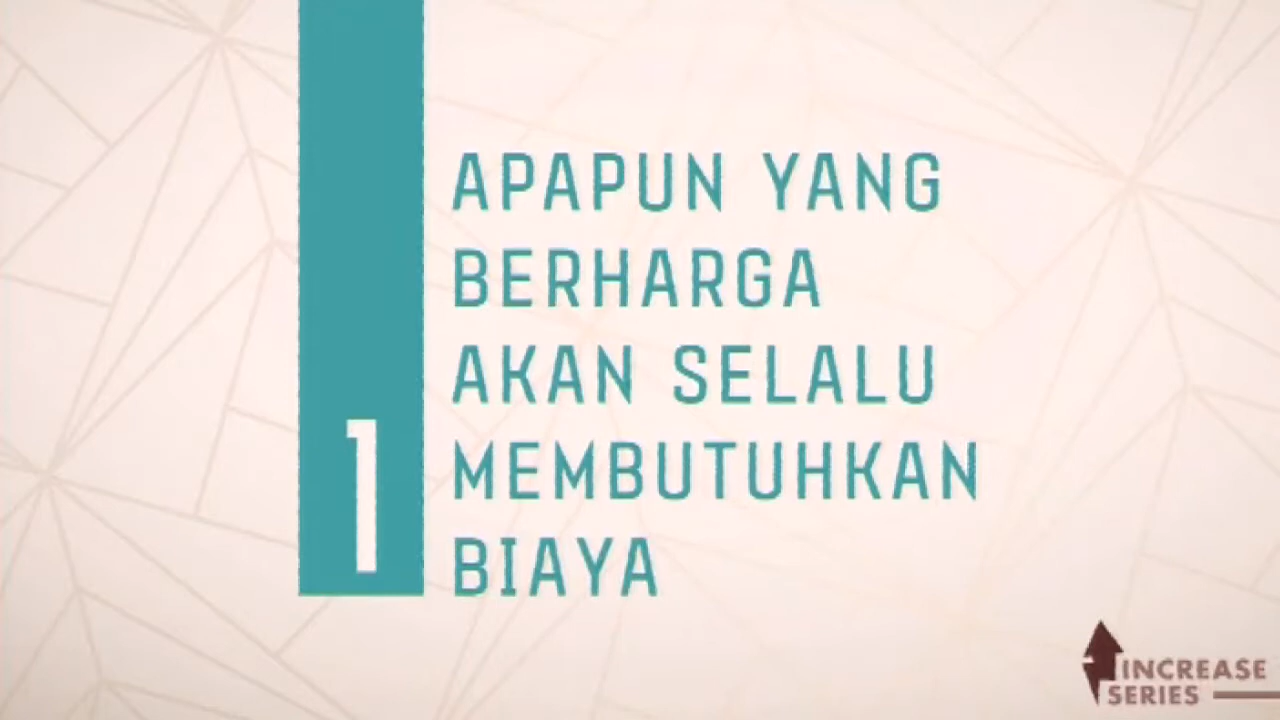 1
APAPUN YANG
BERHARGA
AKAN SELALU
MEMBUTUHKAN
BIAYA
INCREASE
SERIES